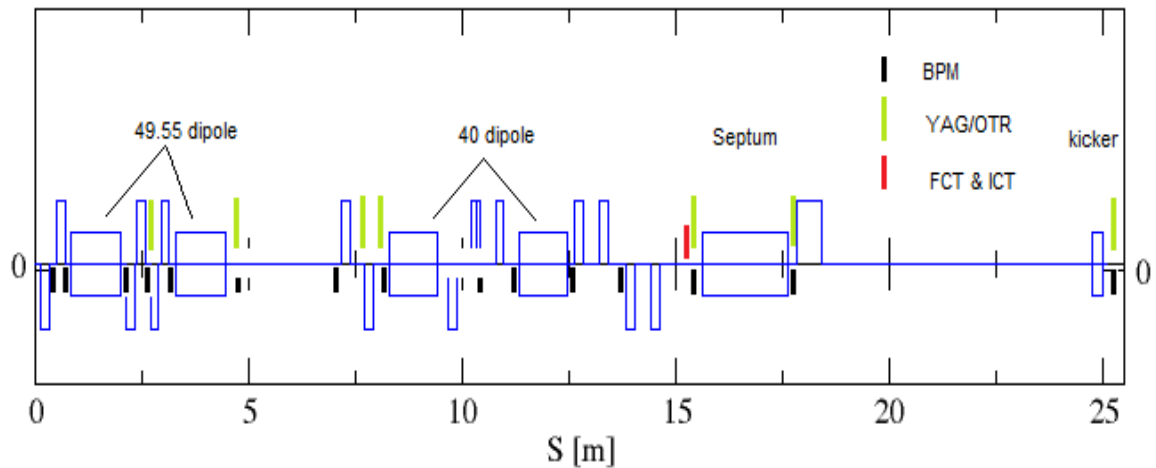 BPM
YAG/OTR
FCT & ICT
49.55 dipole
40 dipole
Septum
kicker
0
0
0
5
10
15
20
25
S [m]